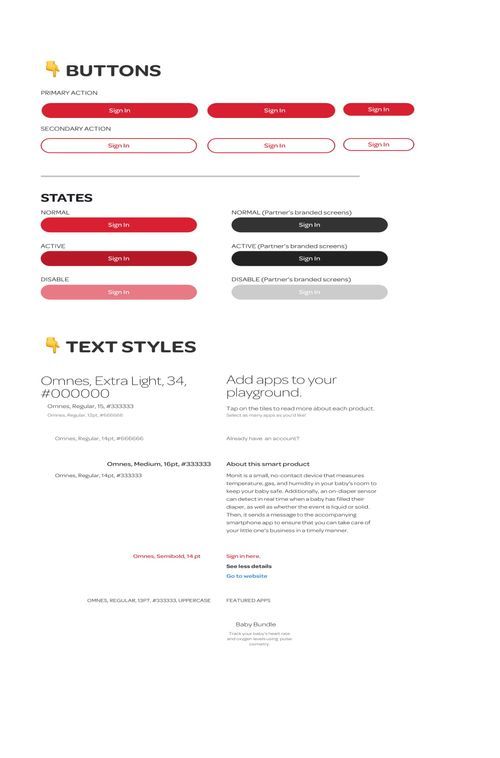 BUTTONS
PRIMARY ACTION
Sign In
Sign In
Sign In
SECONDARY ACTION
Sign In
Sign In
Sign In
STATES
NORMAL
NORMAL (Partner's branded screens)
Sign In
Sign In
ACTIVE
ACTIVE (Partner's branded screens)
Sign In
Sign In
DISABLE
DISABLE (Partner's branded screens)
Sign In
Sign In
TEXT STYLES
Omnes, Extra Light, 34,
#000000
Add apps to your
playground.
Omnes, Regular, 15, #333333
Tap on the tiles to read more about each product.
Omnes, Regular, 12pt, #666666
Select as many apps as you'd like!
Omnes, Regular, 14pt, #666666
Already have an account?
Omnes, Medium, 16pt, #333333
About this smart product
Omnes, Regular, 14pt, #333333
Monit is a small, no-contact device that measures
temperature, gas, and humidity in your baby's room to
keep your baby safe. Additionally, an on-diaper sensor
can detect in real time when a baby has filled their
diaper, as well as whether the event is liquid or solid.
Then, it sends a message to the accompanying
smartphone app to ensure that you can take care of
your little one's business in a timely manner.
Omnes, Semibold, 14 pt
Sign in here.
See less details
Go to website
OMNES, REGULAR, 13PT, #333333, UPPERCASE
FEATURED APPS
Baby Bundle
Track your baby's heart rate
and oxygen levels using pulse
oximetry.